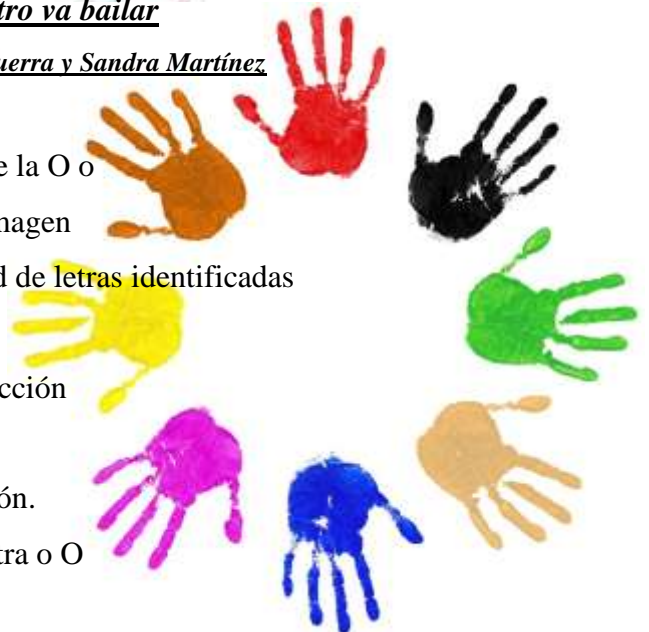 tro va bailar
uerra y Sandra Martínez
e la O o
nagen
d de letras identificadas
cción
ón.
tra o O